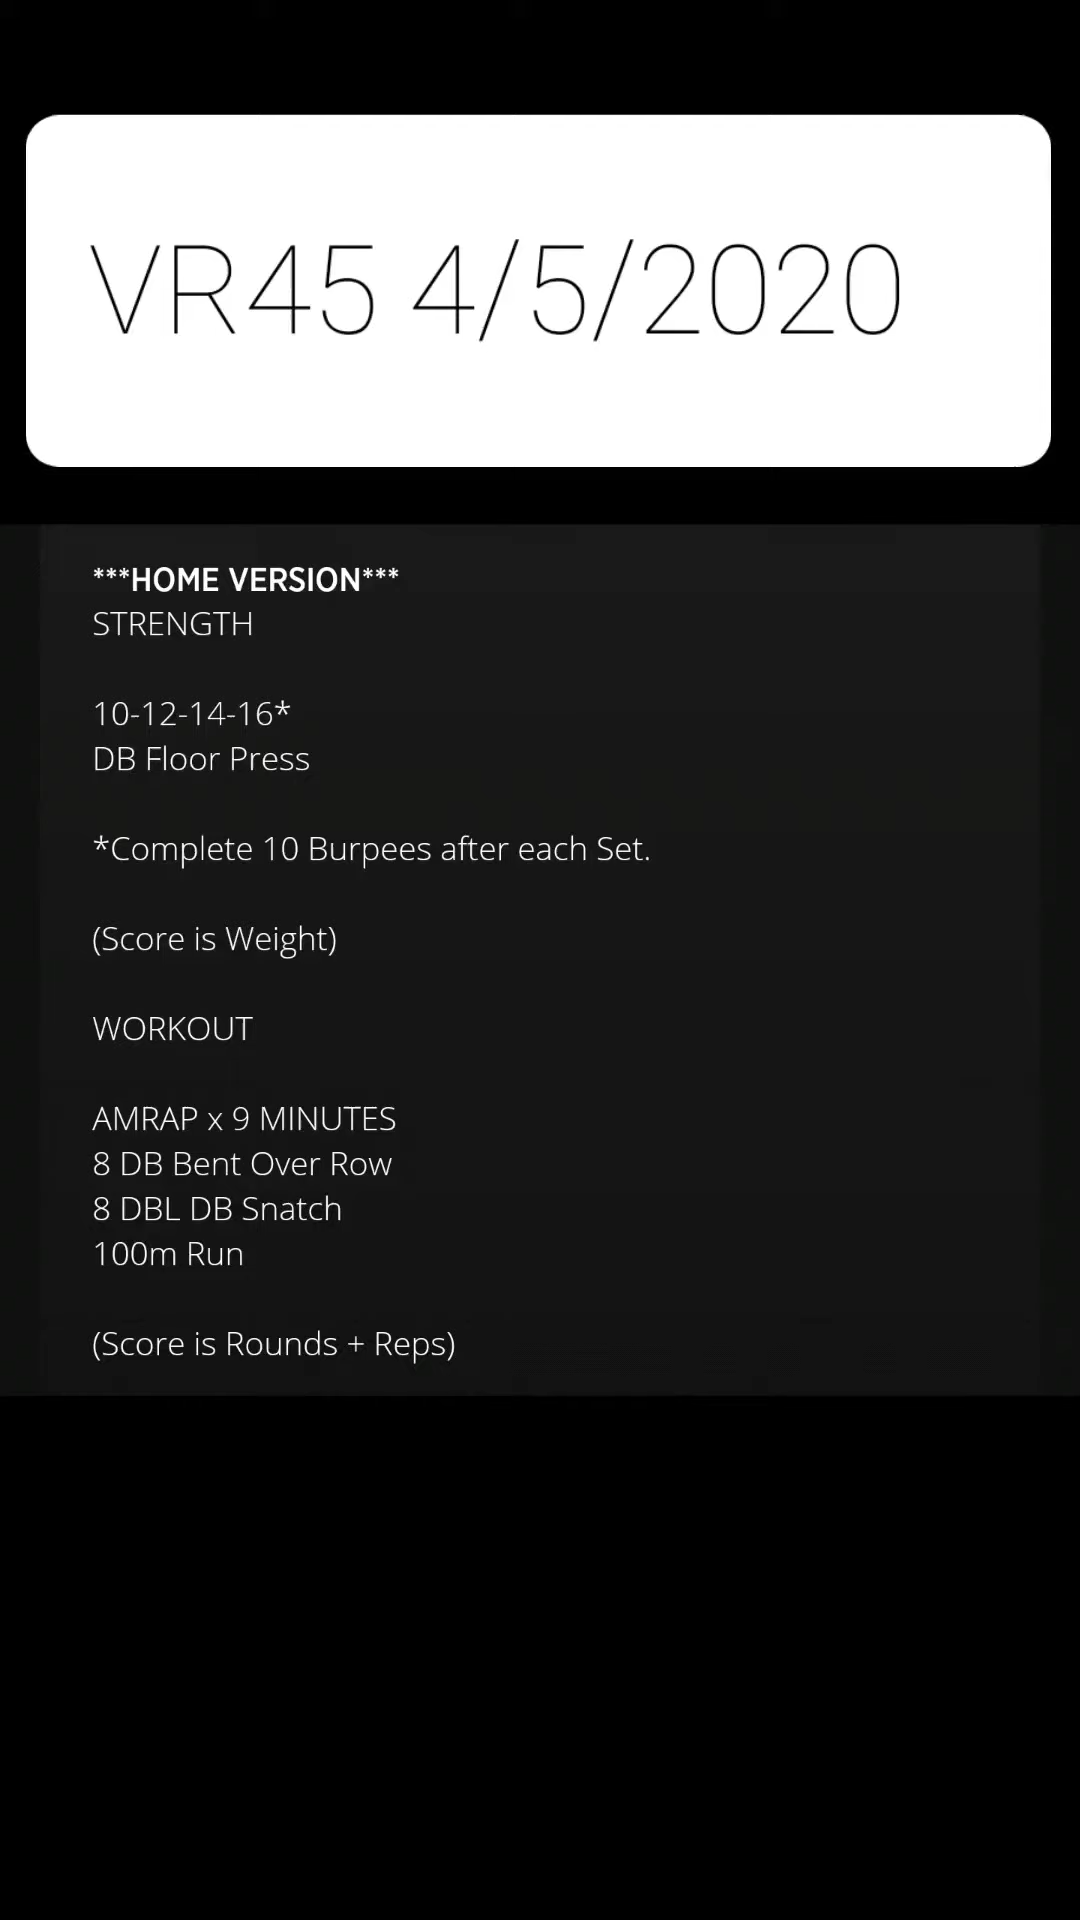 VR45 4/5/2020
***HOME VERSION***
STRENGTH
10-12-14-16*
DB Floor Press
*Complete 10 Burpees after each Set.
(Score is Weight)
WORKOUT
AMRAP x 9 MINUTES
8 DB Bent Over Row
8 DBL DB Snatch
100m Run
(Score is Rounds + Reps)